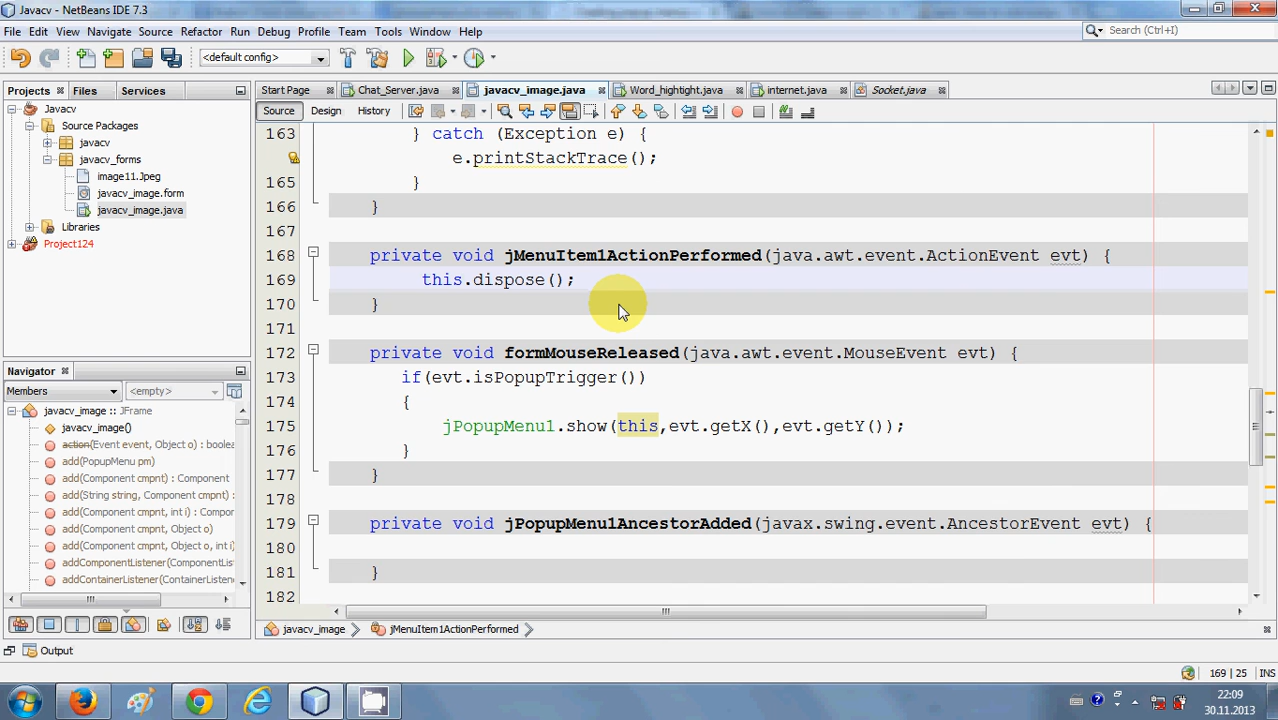 Javacv - NetBeans IDE 7.3
File Edit View Navigate Source Refactor Run Debug Profile Team Tools Window Help
Search (Ctrl+I)
<default config>
Projects Files Services
Start Page Chat_Server.java javacv_image.java Word_hightight.java internet.java Socket.java
Javacv
Source Packages
javacv
javacv_forms
image11.Jpeg
javacv_image.form
javacv_image.java
Libraries
Project124
Source Design History
163 } catch (Exception e) {
e.printStackTrace();
165 }
166 }
167
168 private void jMenuItem1ActionPerformed(java.awt.event.ActionEvent evt) {
169 this.dispose();
170 }
171
172 private void formMouseReleased(java.awt.event.MouseEvent evt) {
173 if(evt.isPopupTrigger())
174 {
175 jPopupMenu1.show(this,evt.getX(),evt.getY());
176 }
177 }
178
179 private void jPopupMenu1AncestorAdded(javax.swing.event.AncestorEvent evt) {
180
181 }
182
Navigator
Members <empty>
javacv_image :: JFrame
javacv_image()
action(Event event, Object o) : boolea
add(PopupMenu pm)
add(Component cmpnt) : Component
add(String string, Component cmpnt)
add(Component cmpnt, int i) : Compon
add(Component cmpnt, Object o)
add(Component cmpnt, Object o, int i)
addComponentListener(ComponentListe
addContainerListener(ContainerListene
javacv_image jMenuItem1ActionPerformed
Output
169 | 25 INS
22:09
30.11.2013